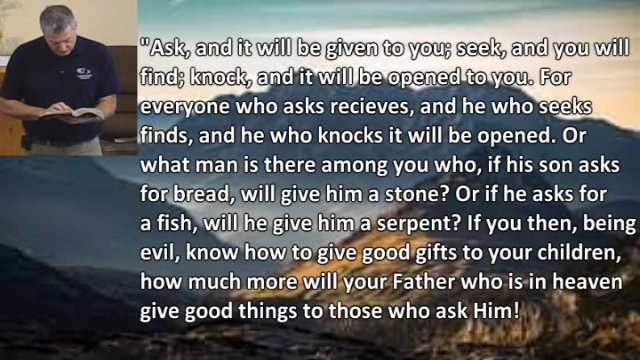 "Ask, and it will be given to you; seek, and you will
find; knock, and it will be opened to you. For
everyone who asks recieves, and he who seeks
finds, and he who knocks it will be opened. Or
what man is there among you who, if his son asks
for bread, will give him a stone? Or if he asks for
a fish, will he give him a serpent? If you then, being
evil, know how to give good gifts to your children,
how much more will your Father who is in heaven
give good things to those who ask Him!